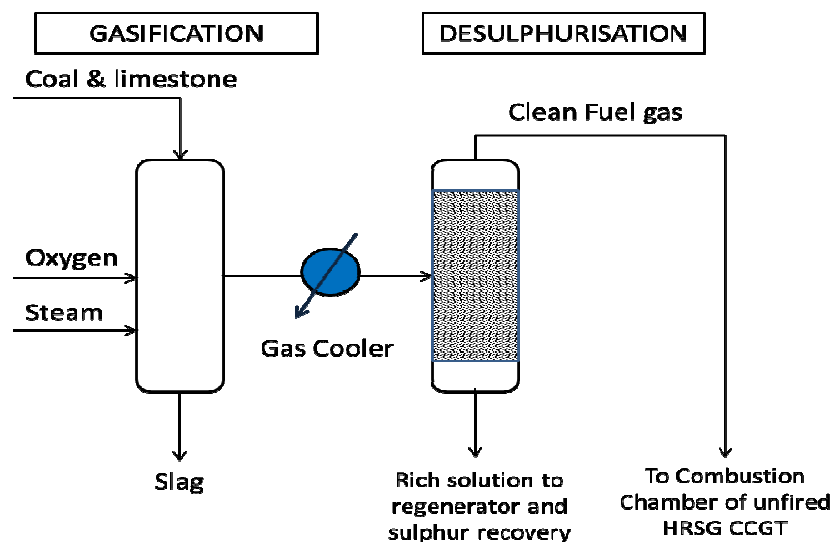 GASIFICATION
DESULPHURISATION
Coal & limestone
Clean Fuel gas
Oxygen
Steam
Gas Cooler
Slag
Rich solution to
regenerator and
sulphur recovery
To Combustion
Chamber of unfired
HRSG CCGT